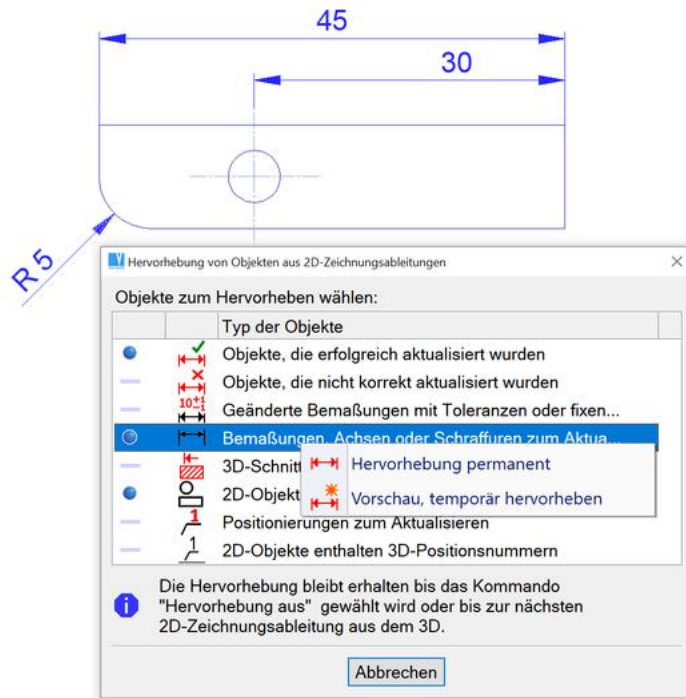 45
30
R 5
Hervorhebung von Objekten aus 2D-Zeichnungsableitungen
Objekte zum Hervorheben wählen:
Typ der Objekte
Objekte, die erfolgreich aktualisiert wurden
Objekte, die nicht korrekt aktualisiert wurden
10±1 Geänderte Bemaßungen mit Toleranzen oder fixen...
Bemaßungen, Achsen oder Schraffuren zum Aktua...
3D-Schnitt
Hervorhebung permanent
2D-Objekt
Vorschau, temporär hervorheben
1 Positionierungen zum Aktualisieren
1 2D-Objekte enthalten 3D-Positionsnummern
Die Hervorhebung bleibt erhalten bis das Kommando
"Hervorhebung aus" gewählt wird oder bis zur nächsten
2D-Zeichnungsableitung aus dem 3D.
Abbrechen